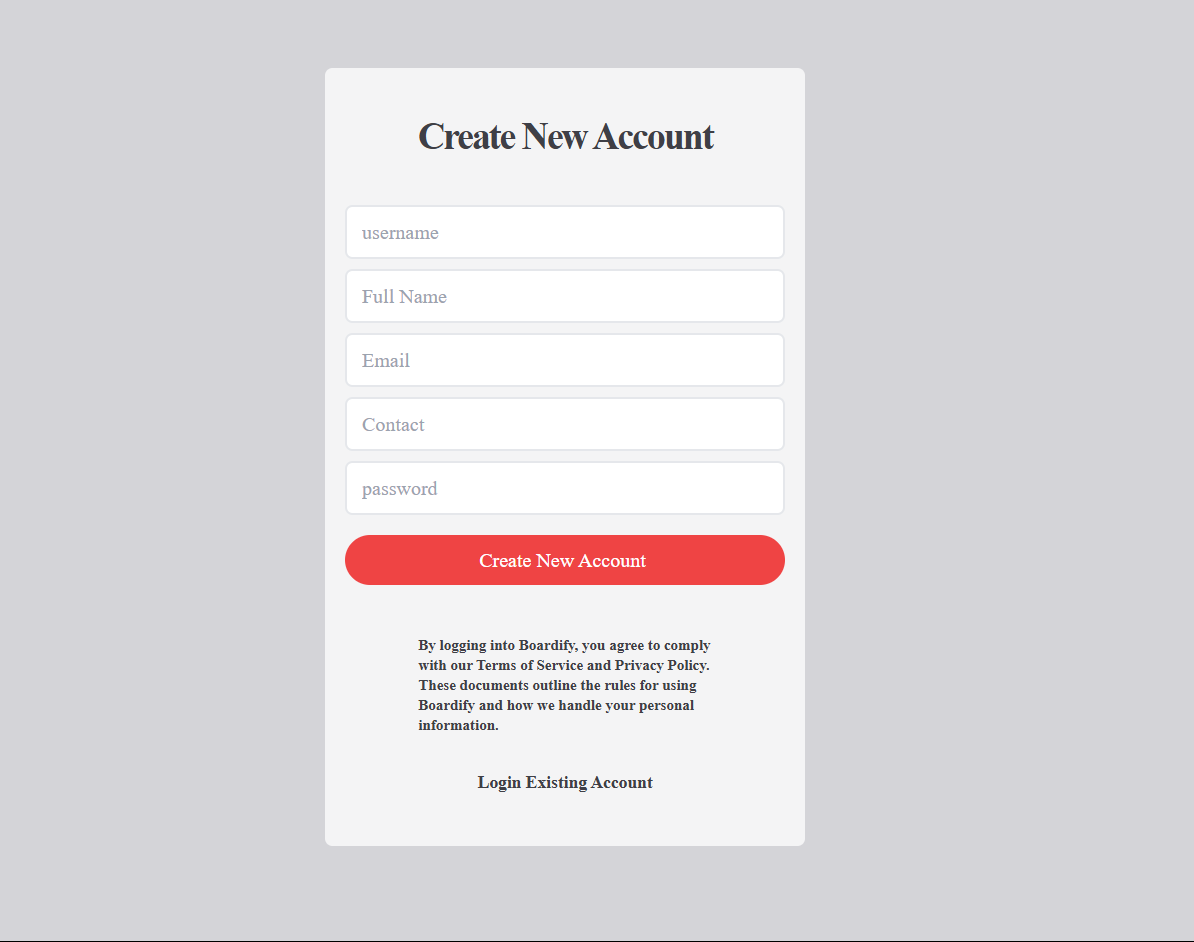 Create New Account
username
Full Name
Email
Contact
password
Create New Account
By logging into Boardify, you agree to comply
with our Terms of Service and Privacy Policy.
These documents outline the rules for using
Boardify and how we handle your personal
information.
Login Existing Account